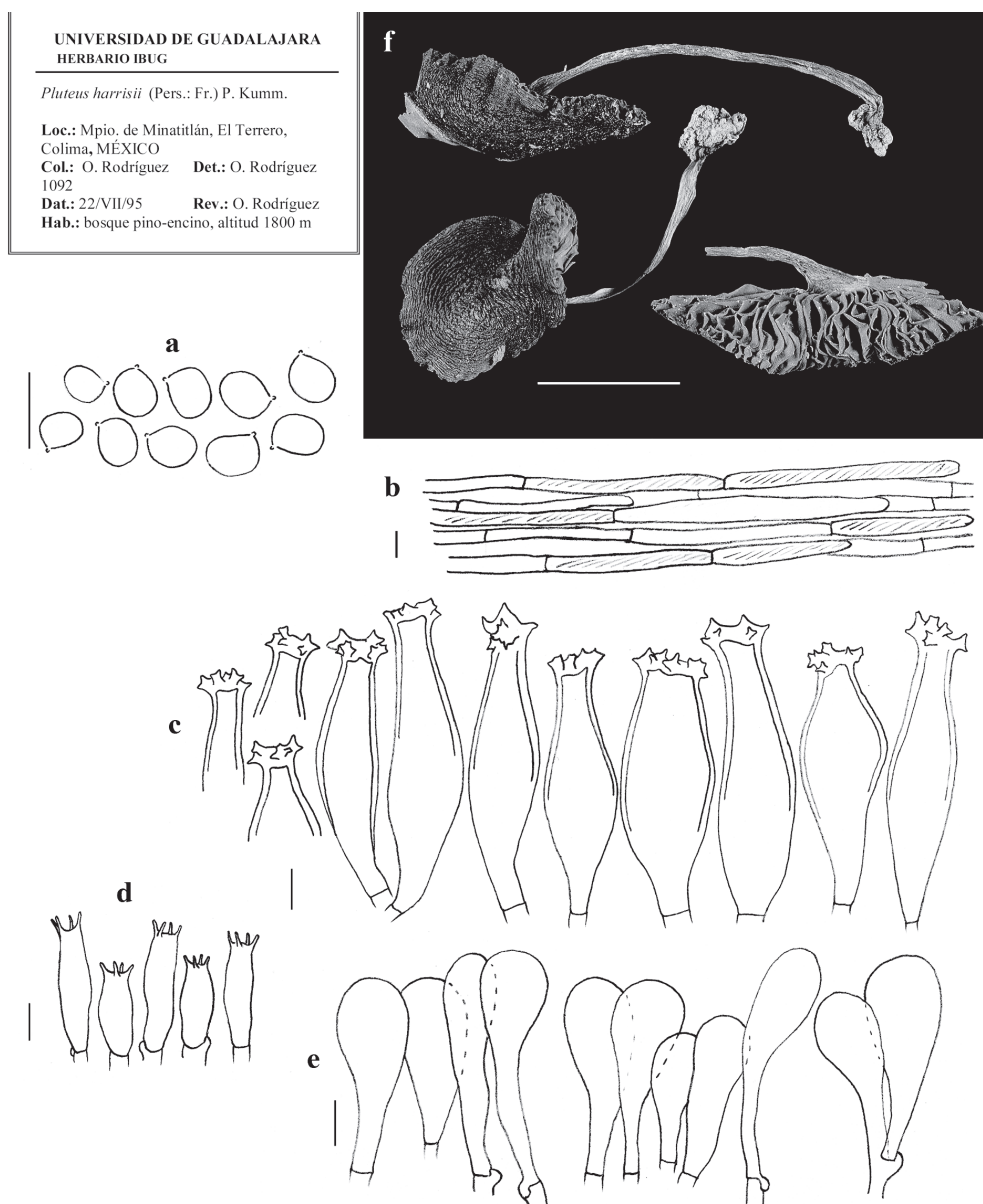 UNIVERSIDAD DE GUADALAJARA
HERBARIO IBUG
Pluteus harrisii (Pers.: Fr.) P. Kumm.
Loc.: Mpio. de Minatitlán, El Terrero,
Colima, MÉXICO
Col.: O. Rodríguez Det.: O. Rodríguez
1092
Dat.: 22/VII/95 Rev.: O. Rodríguez
Hab.: bosque pino-encino, altitud 1800 m
f
a
b
c
d
e